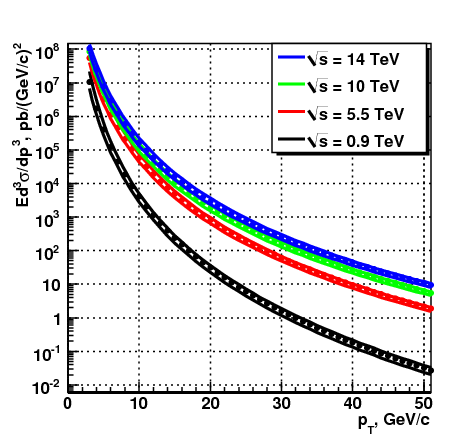 Ed³σ/dp³, pb/(GeV/c)²
10⁸
10⁷
10⁶
10⁵
10⁴
10³
10²
10
1
10⁻¹
10⁻²
√s = 14 TeV
√s = 10 TeV
√s = 5.5 TeV
√s = 0.9 TeV
0 10 20 30 40 50
p_T, GeV/c